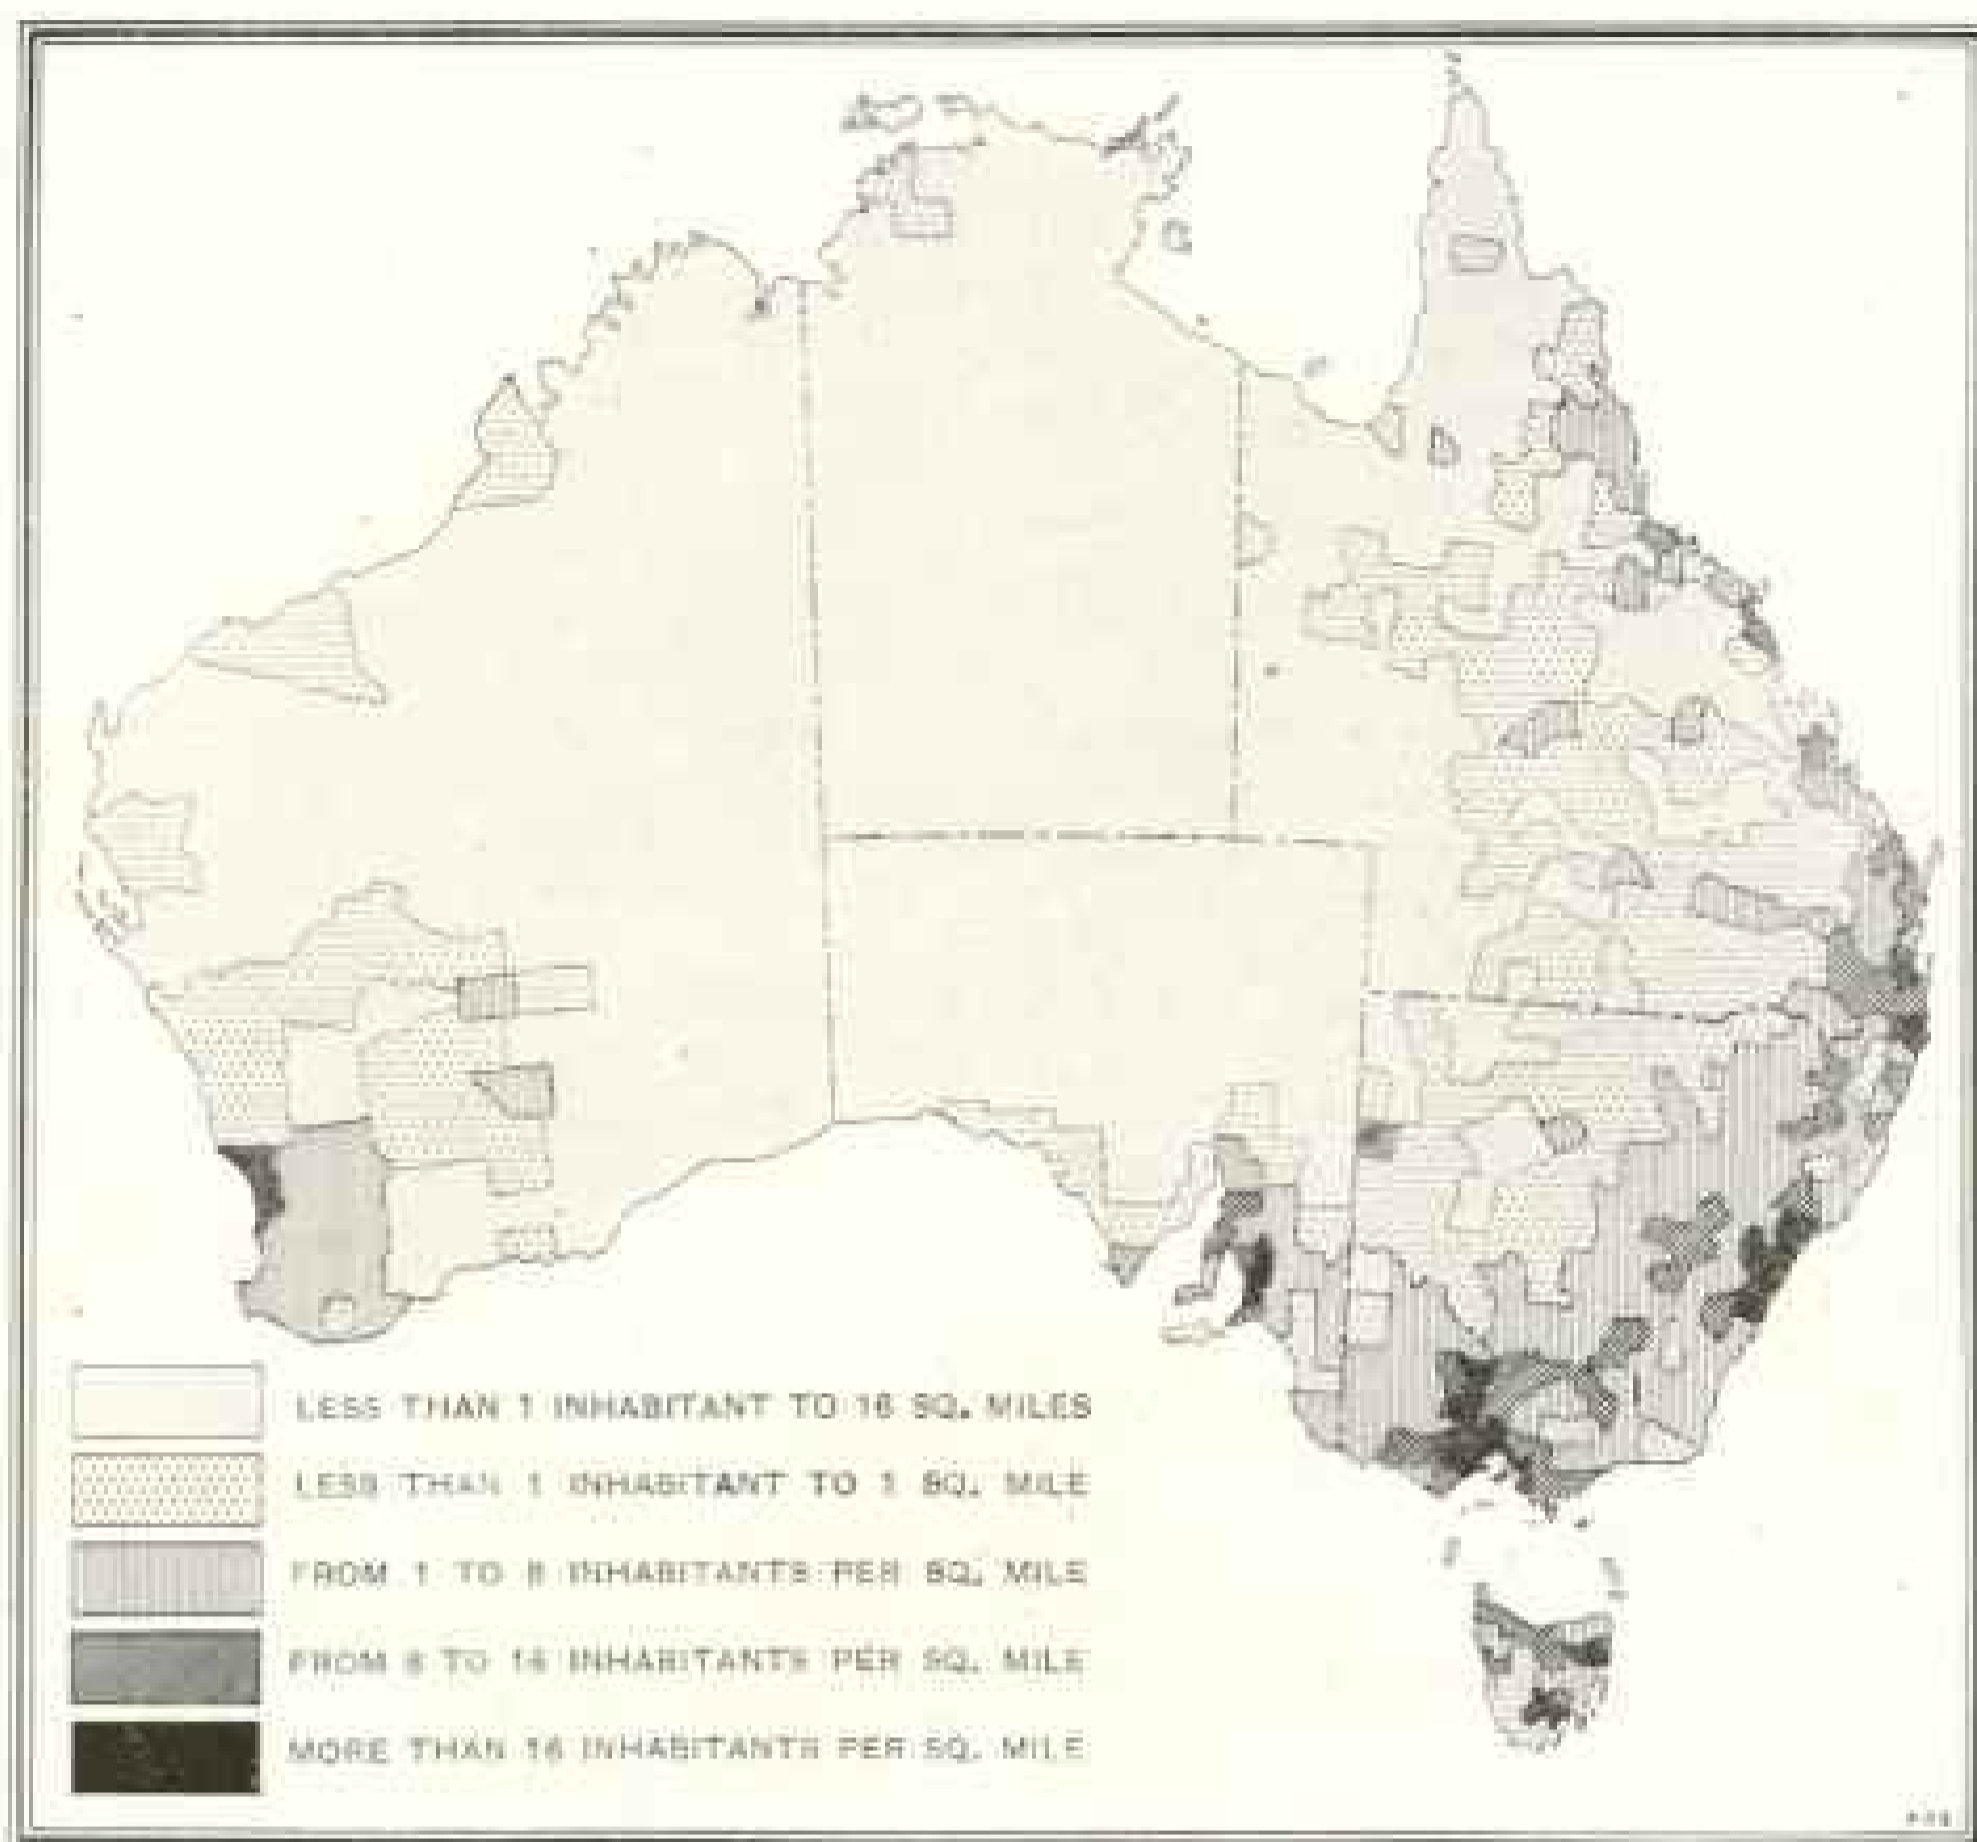 LESS THAN 1 INHABITANT TO 16 SQ. MILES
LESS THAN 1 INHABITANT TO 1 SQ. MILE
FROM 1 TO 8 INHABITANTS PER SQ. MILE
FROM 8 TO 16 INHABITANTS PER SQ. MILE
MORE THAN 16 INHABITANTS PER SQ. MILE